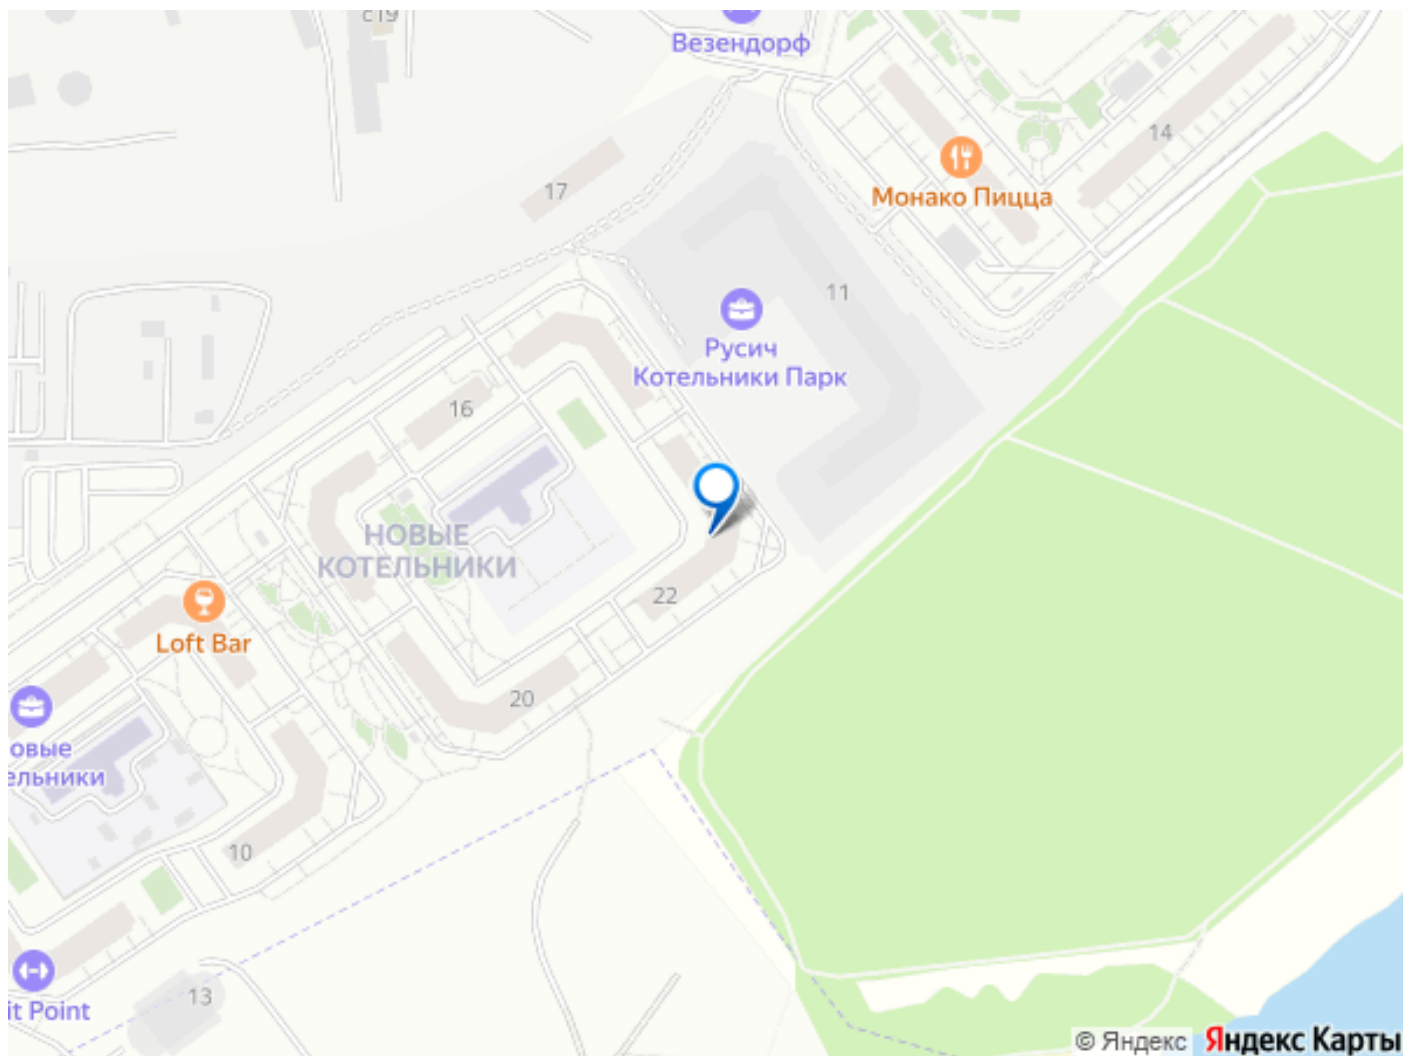 с19
Везендорф
14
Монако Пицца
17
11
Русич
Котельники Парк
16
НОВЫЕ
КОТЕЛЬНИКИ
22
Loft Bar
20
овые
ельники
10
13
it Point
© Яндекс Яндекс Карты